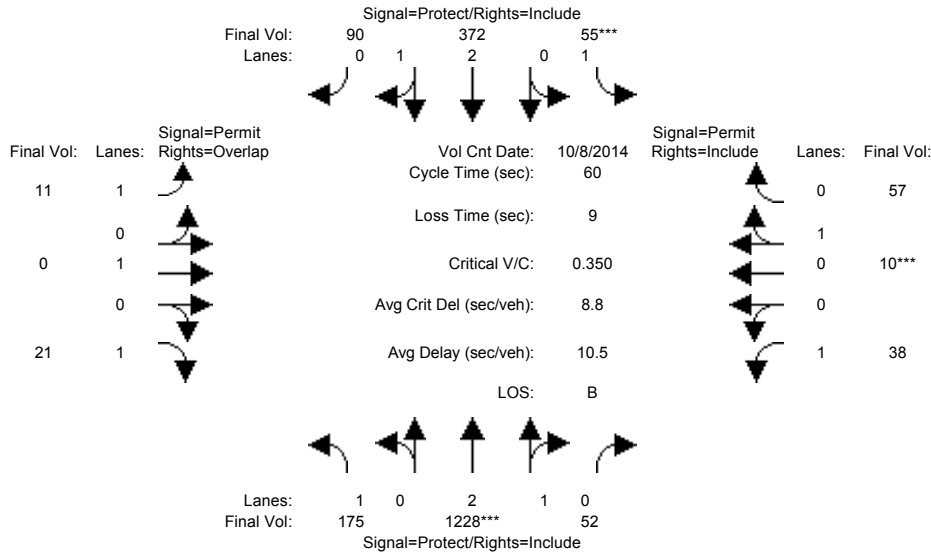 Signal=Protect/Rights=Include
Final Vol: 90 372 55***
Lanes: 0 1 2 0 1
Signal=Permit Signal=Permit
Final Vol: Lanes: Rights=Overlap Vol Cnt Date: 10/8/2014 Rights=Include Lanes: Final Vol:
Cycle Time (sec): 60
11 1 0 57
Loss Time (sec): 9
0 1
0 1 Critical V/C: 0.350 0 10***
0 Avg Crit Del (sec/veh): 8.8 0
21 1 Avg Delay (sec/veh): 10.5 1 38
LOS: B
Lanes: 1 0 2 1 0
Final Vol: 175 1228*** 52
Signal=Protect/Rights=Include